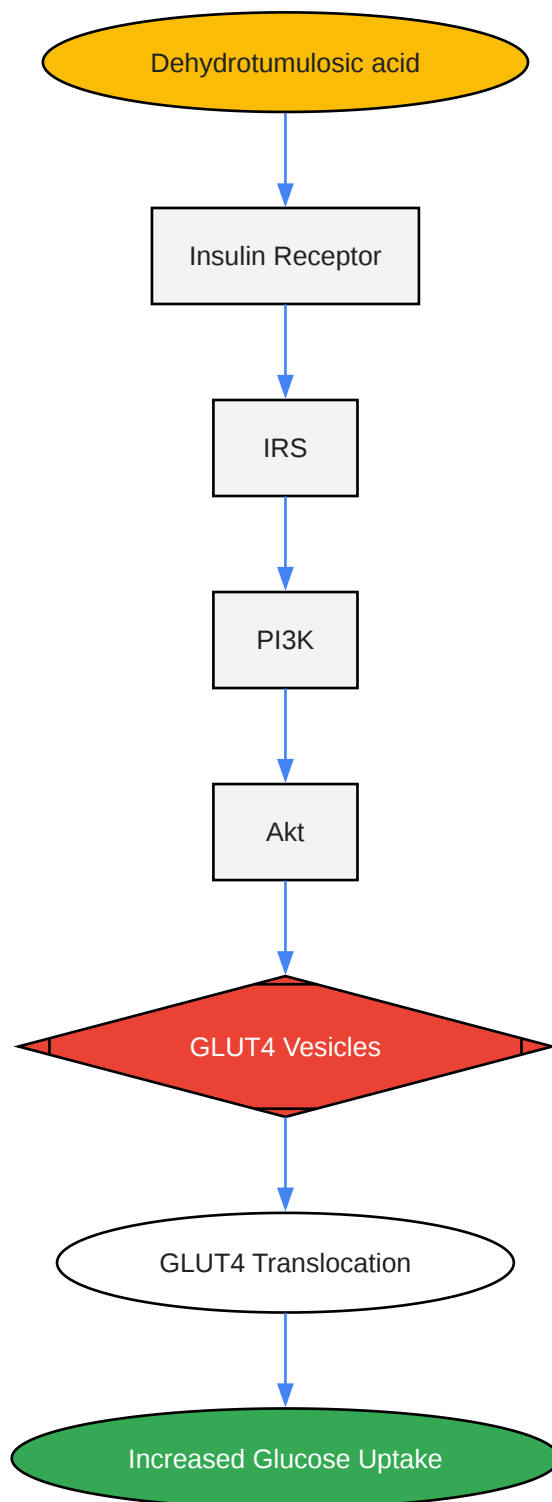 Dehydrotumulosic acid
Insulin Receptor
IRS
PI3K
Akt
GLUT4 Vesicles
GLUT4 Translocation
Increased Glucose Uptake